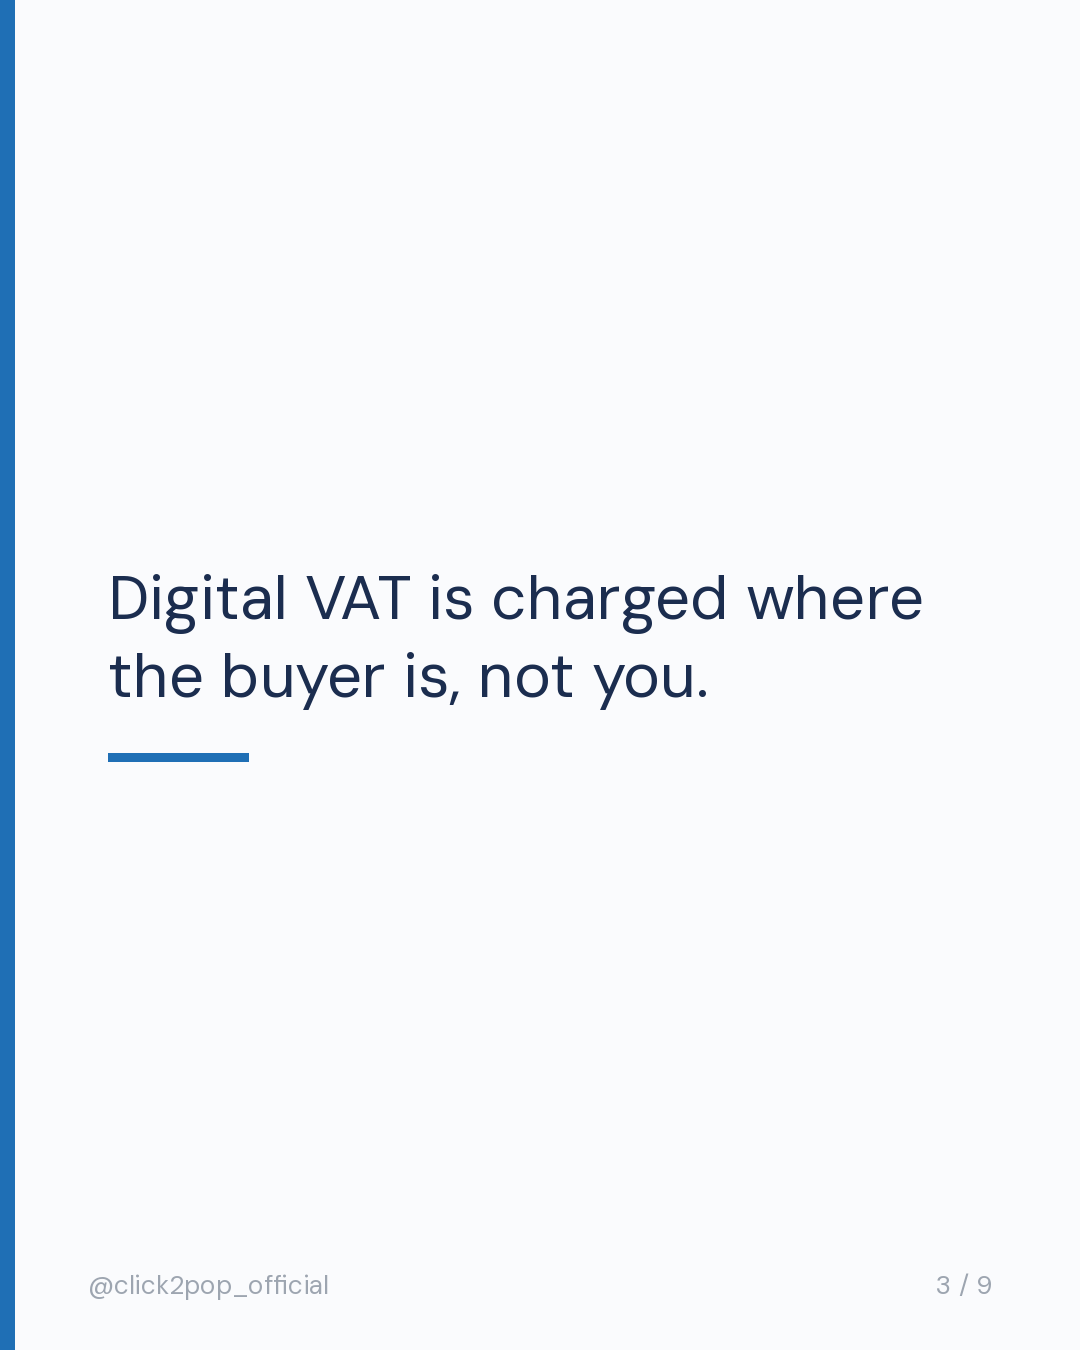 Digital VAT is charged where
the buyer is, not you.
@click2pop_official
3 / 9